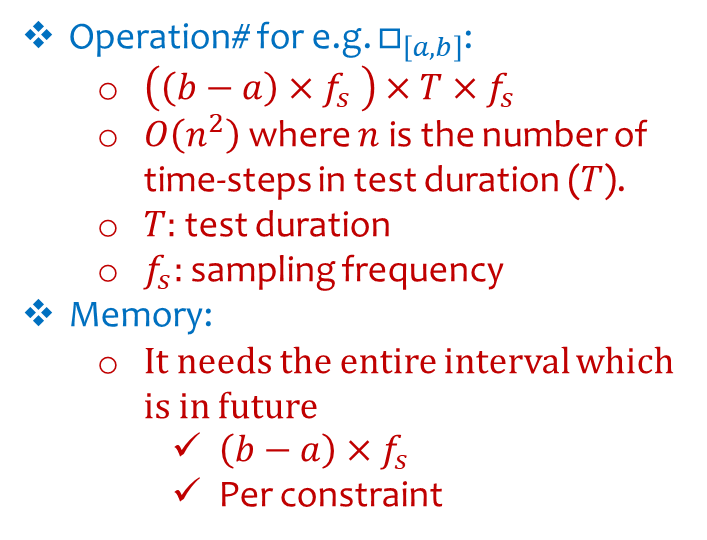 ❖ Operation# for e.g. □[a,b]:
o ((b − a) × fₛ ) × T × fₛ
o O(n²) where n is the number of
time-steps in test duration (T).
o T: test duration
o fₛ: sampling frequency
❖ Memory:
o It needs the entire interval which
is in future
✓ (b − a) × fₛ
✓ Per constraint